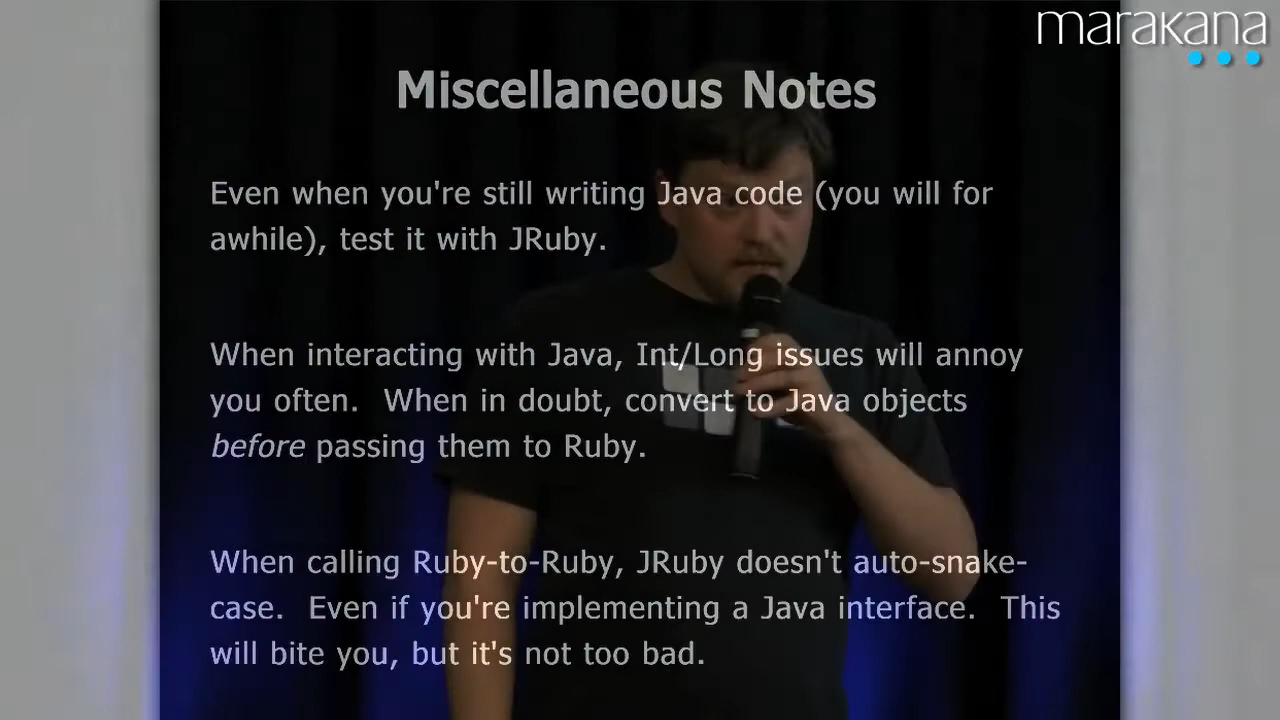 marakana
Miscellaneous Notes
Even when you're still writing Java code (you will for
awhile), test it with JRuby.
When interacting with Java, Int/Long issues will annoy
you often.  When in doubt, convert to Java objects
before passing them to Ruby.
When calling Ruby-to-Ruby, JRuby doesn't auto-snake-
case.  Even if you're implementing a Java interface.  This
will bite you, but it's not too bad.